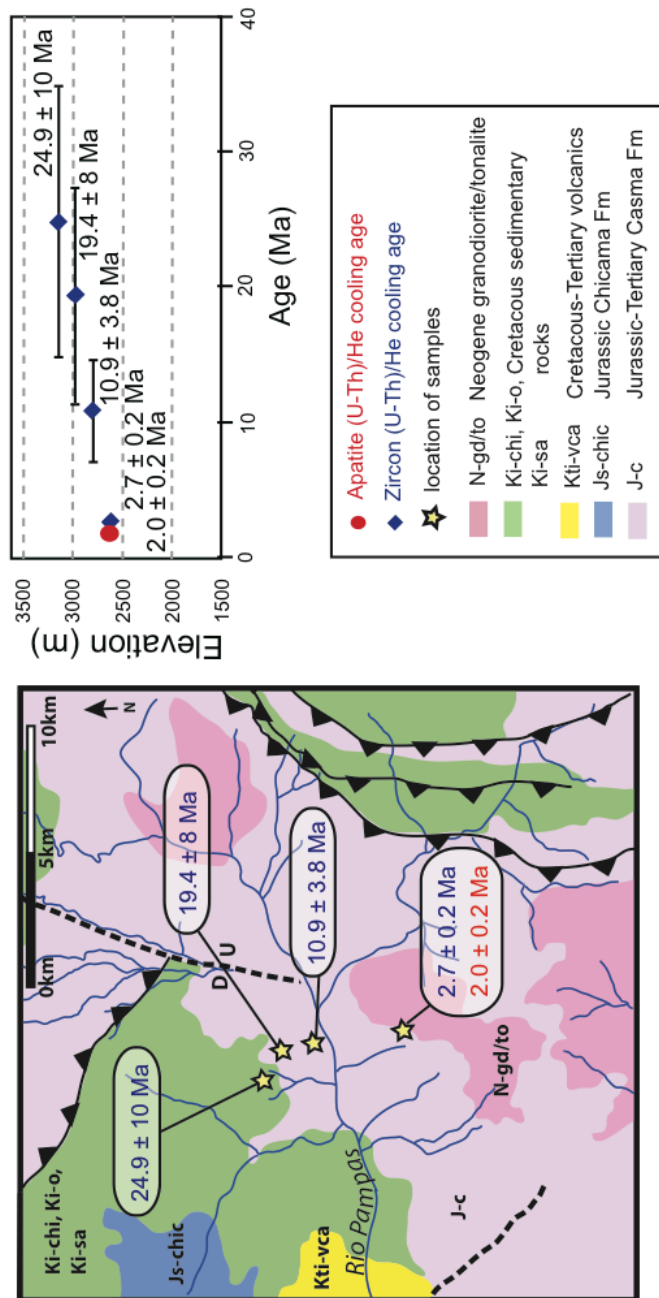 0km 5km 10km
N
Ki-chi, Ki-o,
Ki-sa
24.9 ± 10 Ma
19.4 ± 8 Ma
D U
Js-chic
10.9 ± 3.8 Ma
Kti-vca
Rio Pampas
2.7 ± 0.2 Ma
2.0 ± 0.2 Ma
J-c
N-gd/to
Elevation (m)
3500
3000
2500
2000
1500
24.9 ± 10 Ma
19.4 ± 8 Ma
10.9 ± 3.8 Ma
2.7 ± 0.2 Ma
2.0 ± 0.2 Ma
0 10 20 30 40
Age (Ma)
Apatite (U-Th)/He cooling age
Zircon (U-Th)/He cooling age
location of samples
N-gd/to Neogene granodiorite/tonalite
Ki-chi, Ki-o, Cretacous sedimentary
Ki-sa rocks
Kti-vca Cretacous-Tertiary volcanics
Js-chic Jurassic Chicama Fm
J-c Jurassic-Tertiary Casma Fm